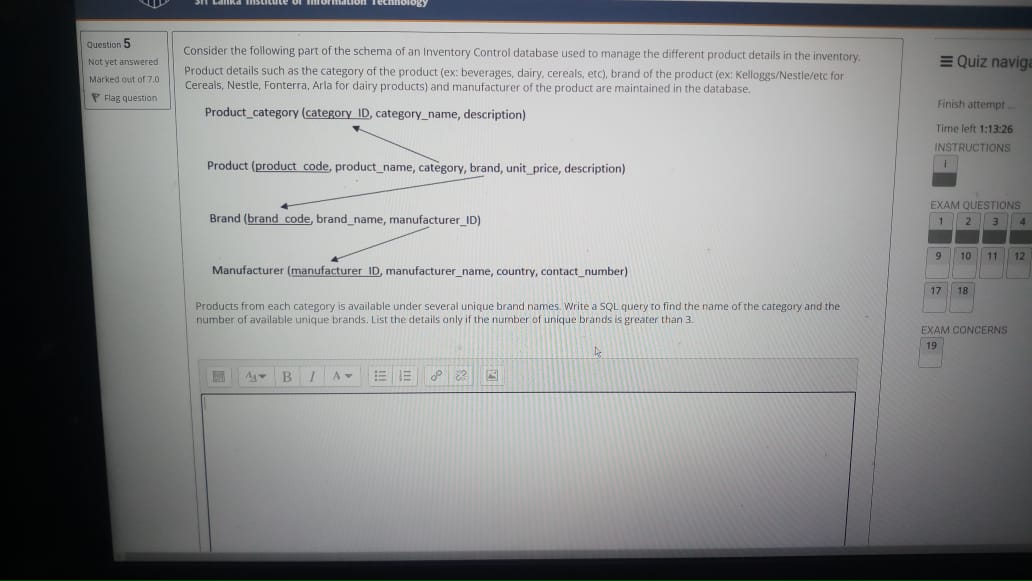 Sri Lanka Institute of Information Technology
Question 5
Not yet answered
Marked out of 7.0
Flag question
Consider the following part of the schema of an Inventory Control database used to manage the different product details in the inventory.
Product details such as the category of the product (ex: beverages, dairy, cereals, etc), brand of the product (ex: Kelloggs/Nestle/etc for
Cereals, Nestle, Fonterra, Arla for dairy products) and manufacturer of the product are maintained in the database.
Product_category (category_ID, category_name, description)
Product (product_code, product_name, category, brand, unit_price, description)
Brand (brand_code, brand_name, manufacturer_ID)
Manufacturer (manufacturer_ID, manufacturer_name, country, contact_number)
Products from each category is available under several unique brand names. Write a SQL query to find the name of the category and the
number of available unique brands. List the details only if the number of unique brands is greater than 3.
B I A
Quiz naviga
Finish attempt ...
Time left 1:13:26
INSTRUCTIONS
i
EXAM QUESTIONS
1 2 3 4
9 10 11 12
17 18
EXAM CONCERNS
19